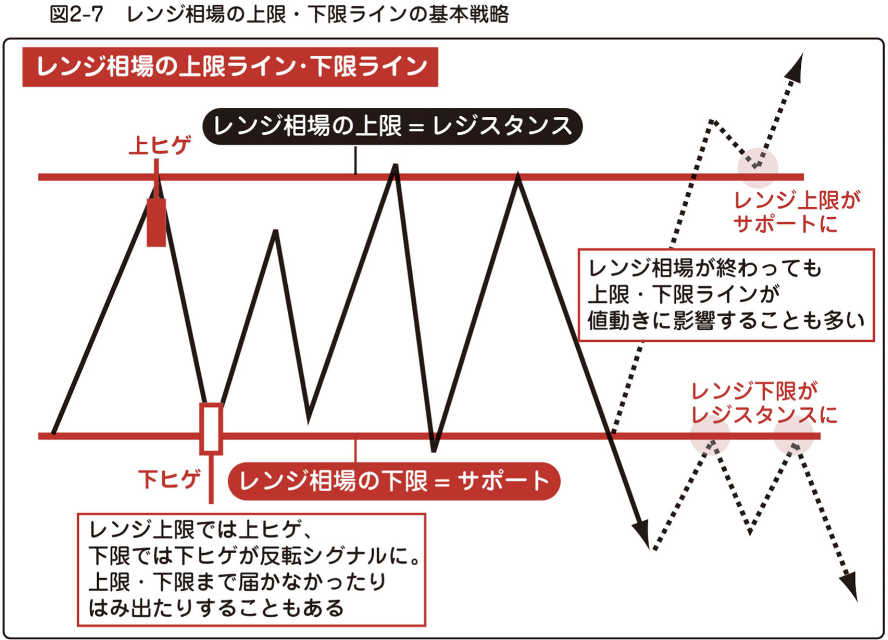 図2-7　レンジ相場の上限・下限ラインの基本戦略
レンジ相場の上限ライン・下限ライン
レンジ相場の上限＝レジスタンス
上ヒゲ
レンジ上限が
サポートに
レンジ相場が終わっても
上限・下限ラインが
値動きに影響することも多い
レンジ下限が
レジスタンスに
下ヒゲ
レンジ相場の下限＝サポート
レンジ上限では上ヒゲ、
下限では下ヒゲが反転シグナルに。
上限・下限まで届かなかったり
はみ出たりすることもある